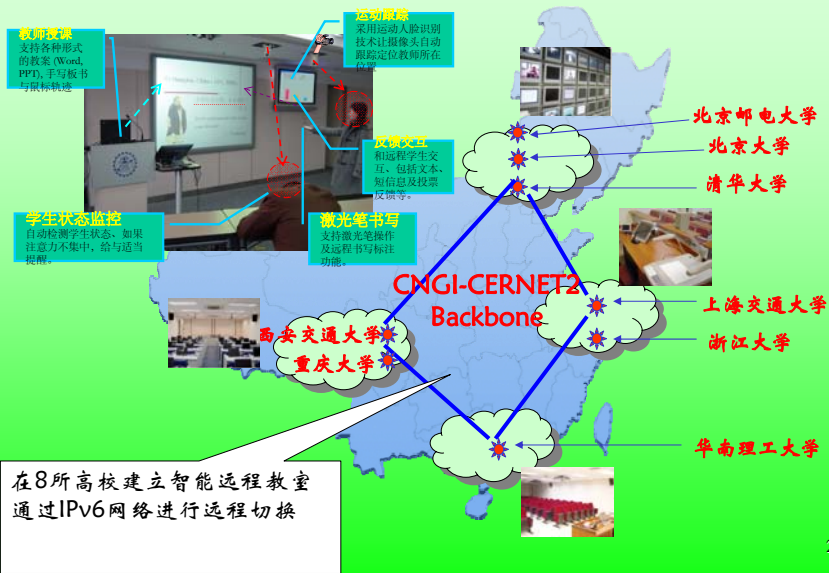 教师授课
支持各种形式
的教案 (Word,
PPT), 手写板书
与鼠标轨迹
运动跟踪
采用运动人脸识别
技术让摄像头自动
跟踪定位教师所在
位置
反馈交互
和远程学生交
互、包括文本、
短信息及投票
反馈等。
学生状态监控
自动检测学生状态、如果
注意力不集中，给与适当
提醒。
激光笔书写
支持激光笔操作
及远程书写标注
功能。
北京邮电大学
北京大学
清华大学
CNGI-CERNET2
Backbone
上海交通大学
浙江大学
西安交通大学
重庆大学
华南理工大学
在8所高校建立智能远程教室
通过IPv6网络进行远程切换